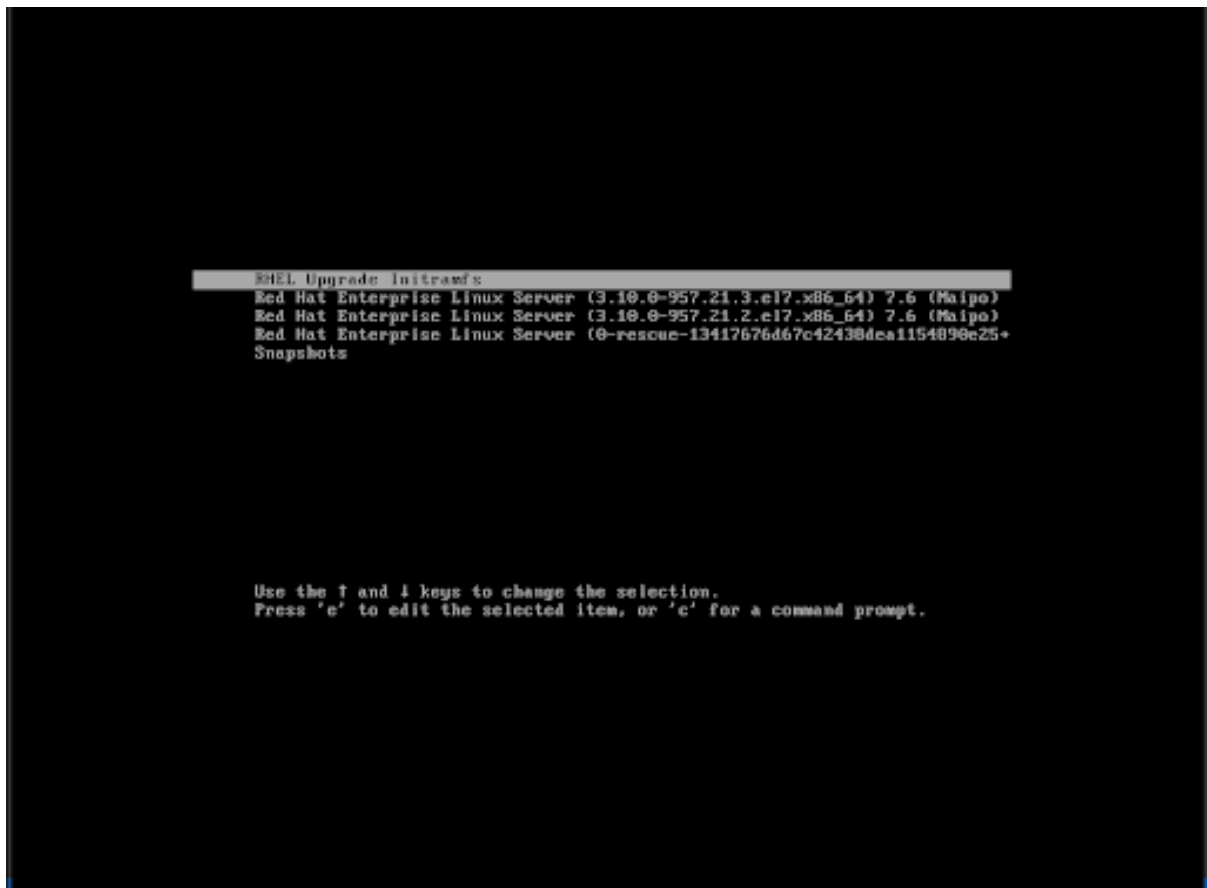 RHEL Upgrade Initramfs
Red Hat Enterprise Linux Server (3.10.0-957.21.3.el7.x86_64) 7.6 (Maipo)
Red Hat Enterprise Linux Server (3.10.0-957.21.2.el7.x86_64) 7.6 (Maipo)
Red Hat Enterprise Linux Server (0-rescue-13417676d67c42438dea1154890e25+
Snapshots
Use the ↑ and ↓ keys to change the selection.
Press 'e' to edit the selected item, or 'c' for a command prompt.